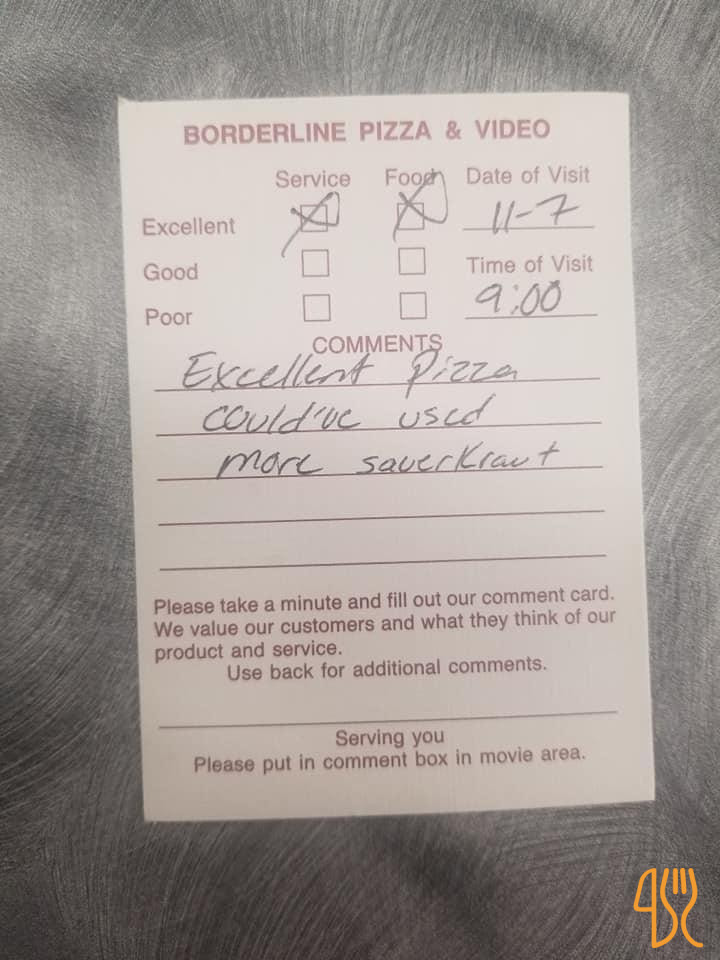 BORDERLINE PIZZA & VIDEO
Service Food Date of Visit
Excellent 11-7
Good Time of Visit
Poor 9:00
COMMENTS
Excellent Pizza
could've used
more sauerkraut
Please take a minute and fill out our comment card.
We value our customers and what they think of our
product and service.
Use back for additional comments.
Serving you
Please put in comment box in movie area.